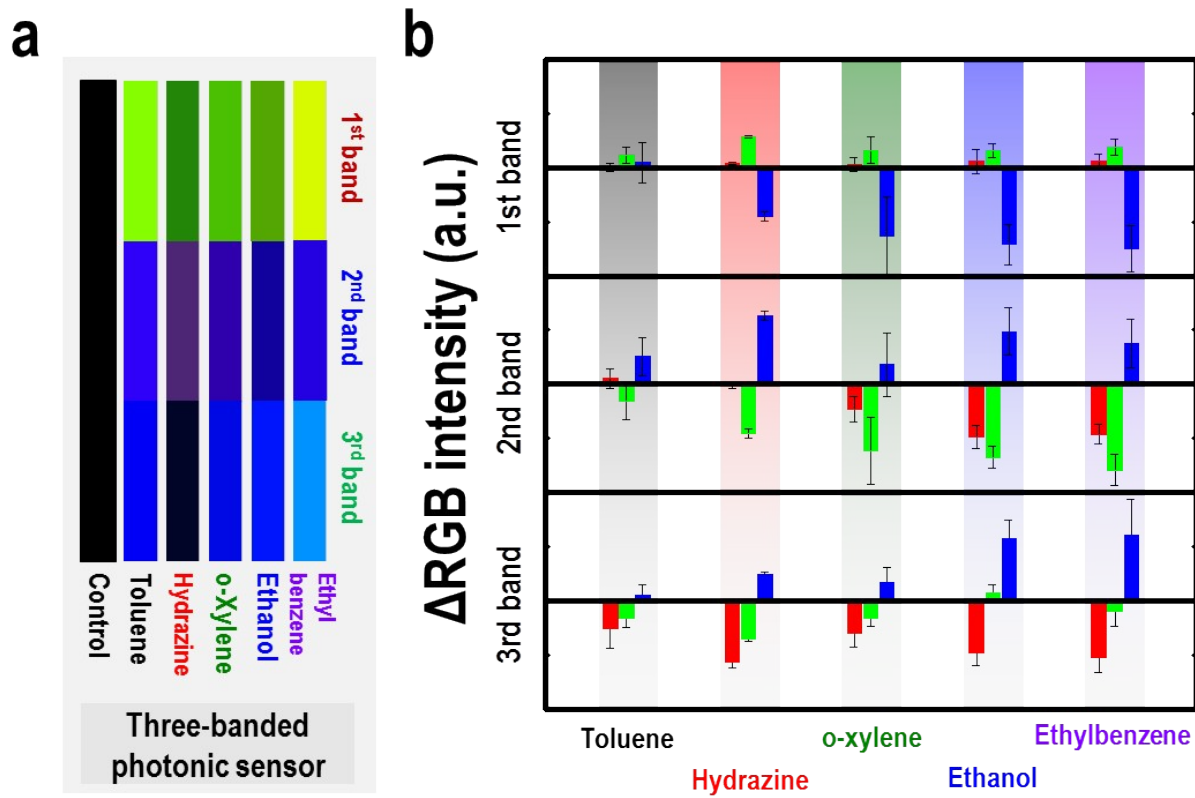 a
1st band
2nd band
3rd band
Control
Toluene
Hydrazine
o-Xylene
Ethanol
Ethyl
benzene
Three-banded
photonic sensor
b
ΔRGB intensity (a.u.)
1st band
2nd band
3rd band
Toluene
Hydrazine
o-xylene
Ethanol
Ethylbenzene